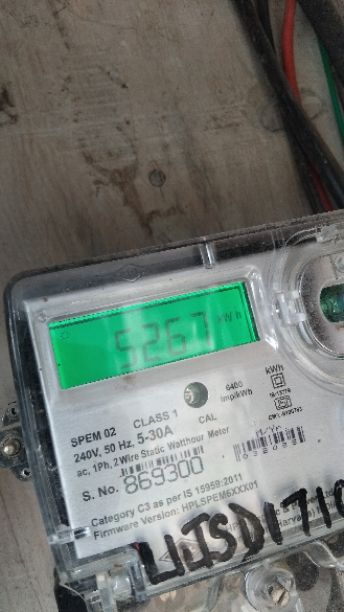 5267 kWh
kWh
6400
imp/kWh
SPEM 02 CLASS 1
240V, 50 Hz, 5-30A CAL
ac, 1Ph, 2 Wire Static Watthour Meter
S. No. 869300
Category C3 as per IS 15959:2011
Firmware Version: HPLSPEM6XXX01